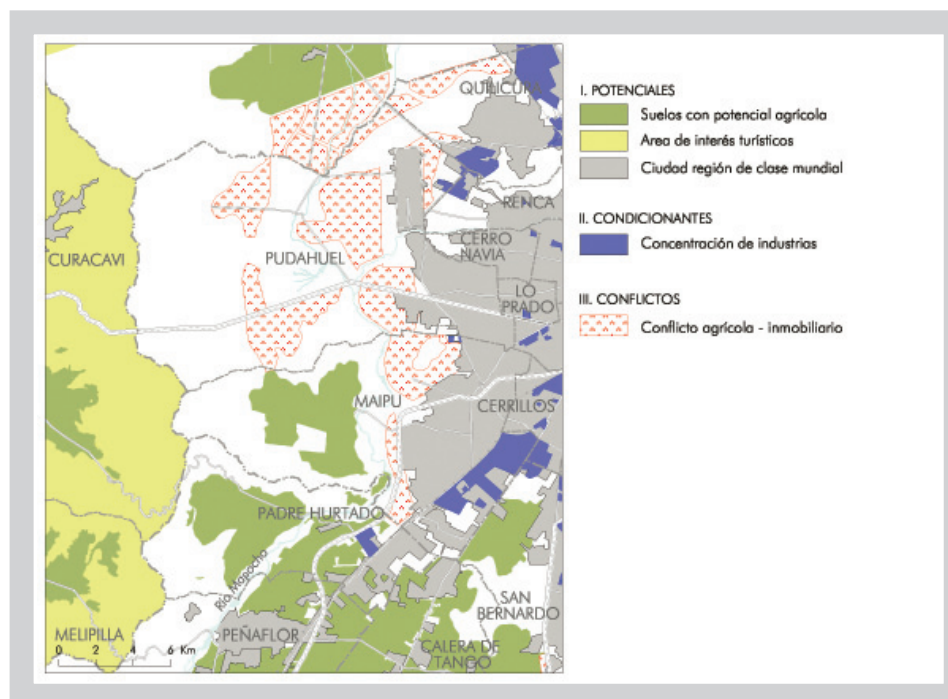 QUILICURA
RENCA
CURACAVI
PUDAHUEL
CERRO
NAVIA
LO
PRADO
MAIPU
CERRILLOS
PADRE HURTADO
Río Mapocho
SAN
BERNARDO
MELIPILLA
PEÑAFLOR
CALERA DE
TANGO
0 2 4 6 Km
I. POTENCIALES
Suelos con potencial agrícola
Area de interés turísticos
Ciudad región de clase mundial
II. CONDICIONANTES
Concentración de industrias
III. CONFLICTOS
Conflicto agrícola - inmobiliario